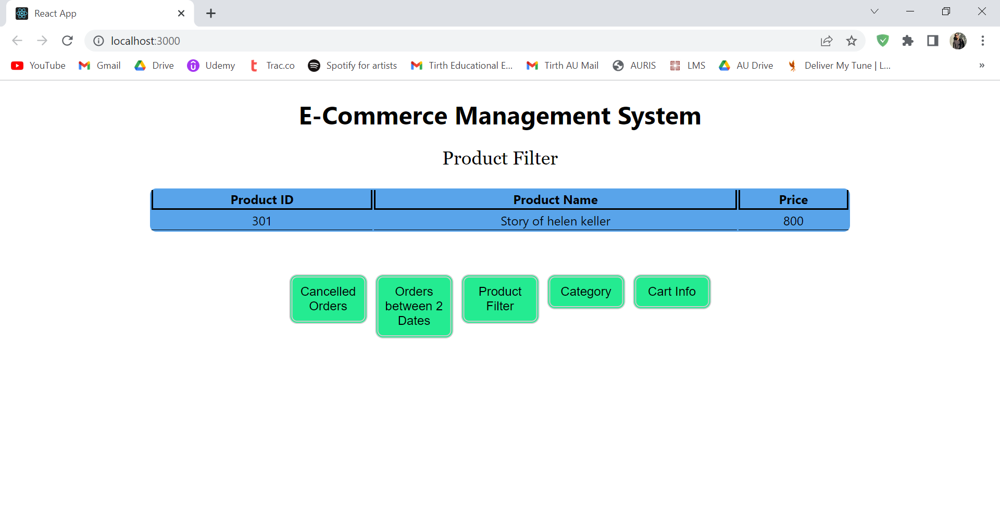 React App
localhost:3000
YouTube Gmail Drive Udemy Trac.co Spotify for artists Tirth Educational E... Tirth AU Mail AURIS LMS AU Drive Deliver My Tune | L... »
E-Commerce Management System
Product Filter
Product ID Product Name Price
301 Story of helen keller 800
Cancelled Orders
Orders between 2 Dates
Product Filter
Category
Cart Info